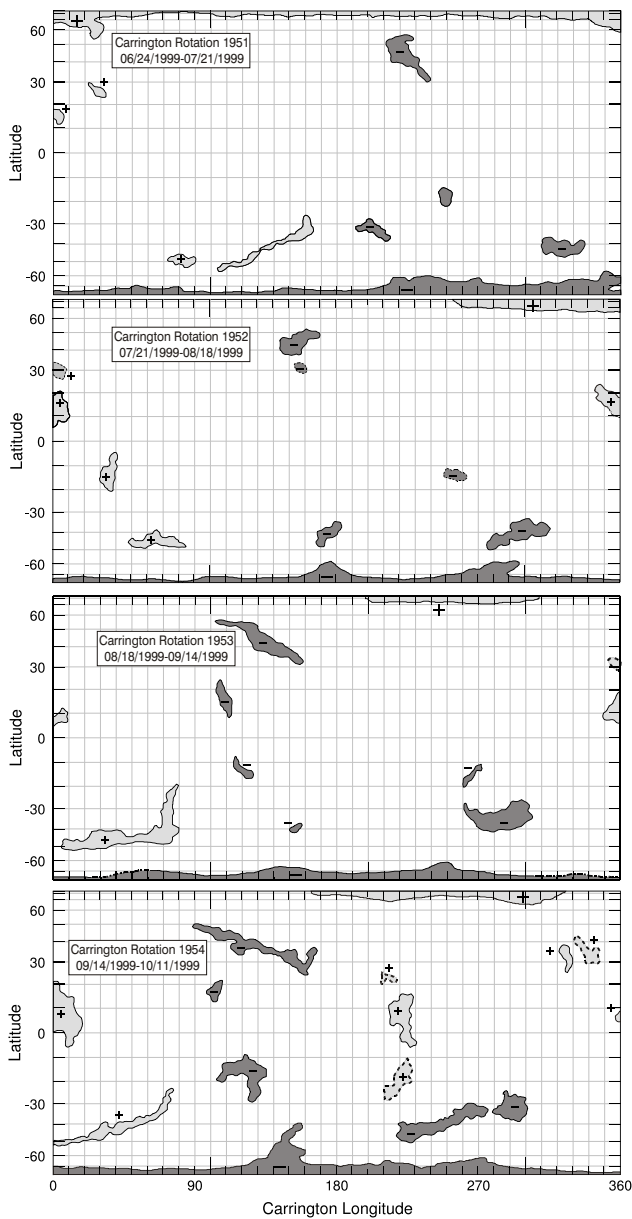 Carrington Rotation 1951
06/24/1999-07/21/1999
60
30
0
-30
-60
Latitude
Carrington Rotation 1952
07/21/1999-08/18/1999
60
30
0
-30
-60
Latitude
Carrington Rotation 1953
08/18/1999-09/14/1999
60
30
0
-30
-60
Latitude
Carrington Rotation 1954
09/14/1999-10/11/1999
60
30
0
-30
-60
Latitude
0 90 180 270 360
Carrington Longitude